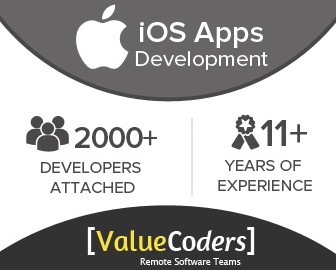 iOS Apps
Development
2000+
DEVELOPERS
ATTACHED
11+
YEARS OF
EXPERIENCE
[ValueCoders]
Remote Software Teams